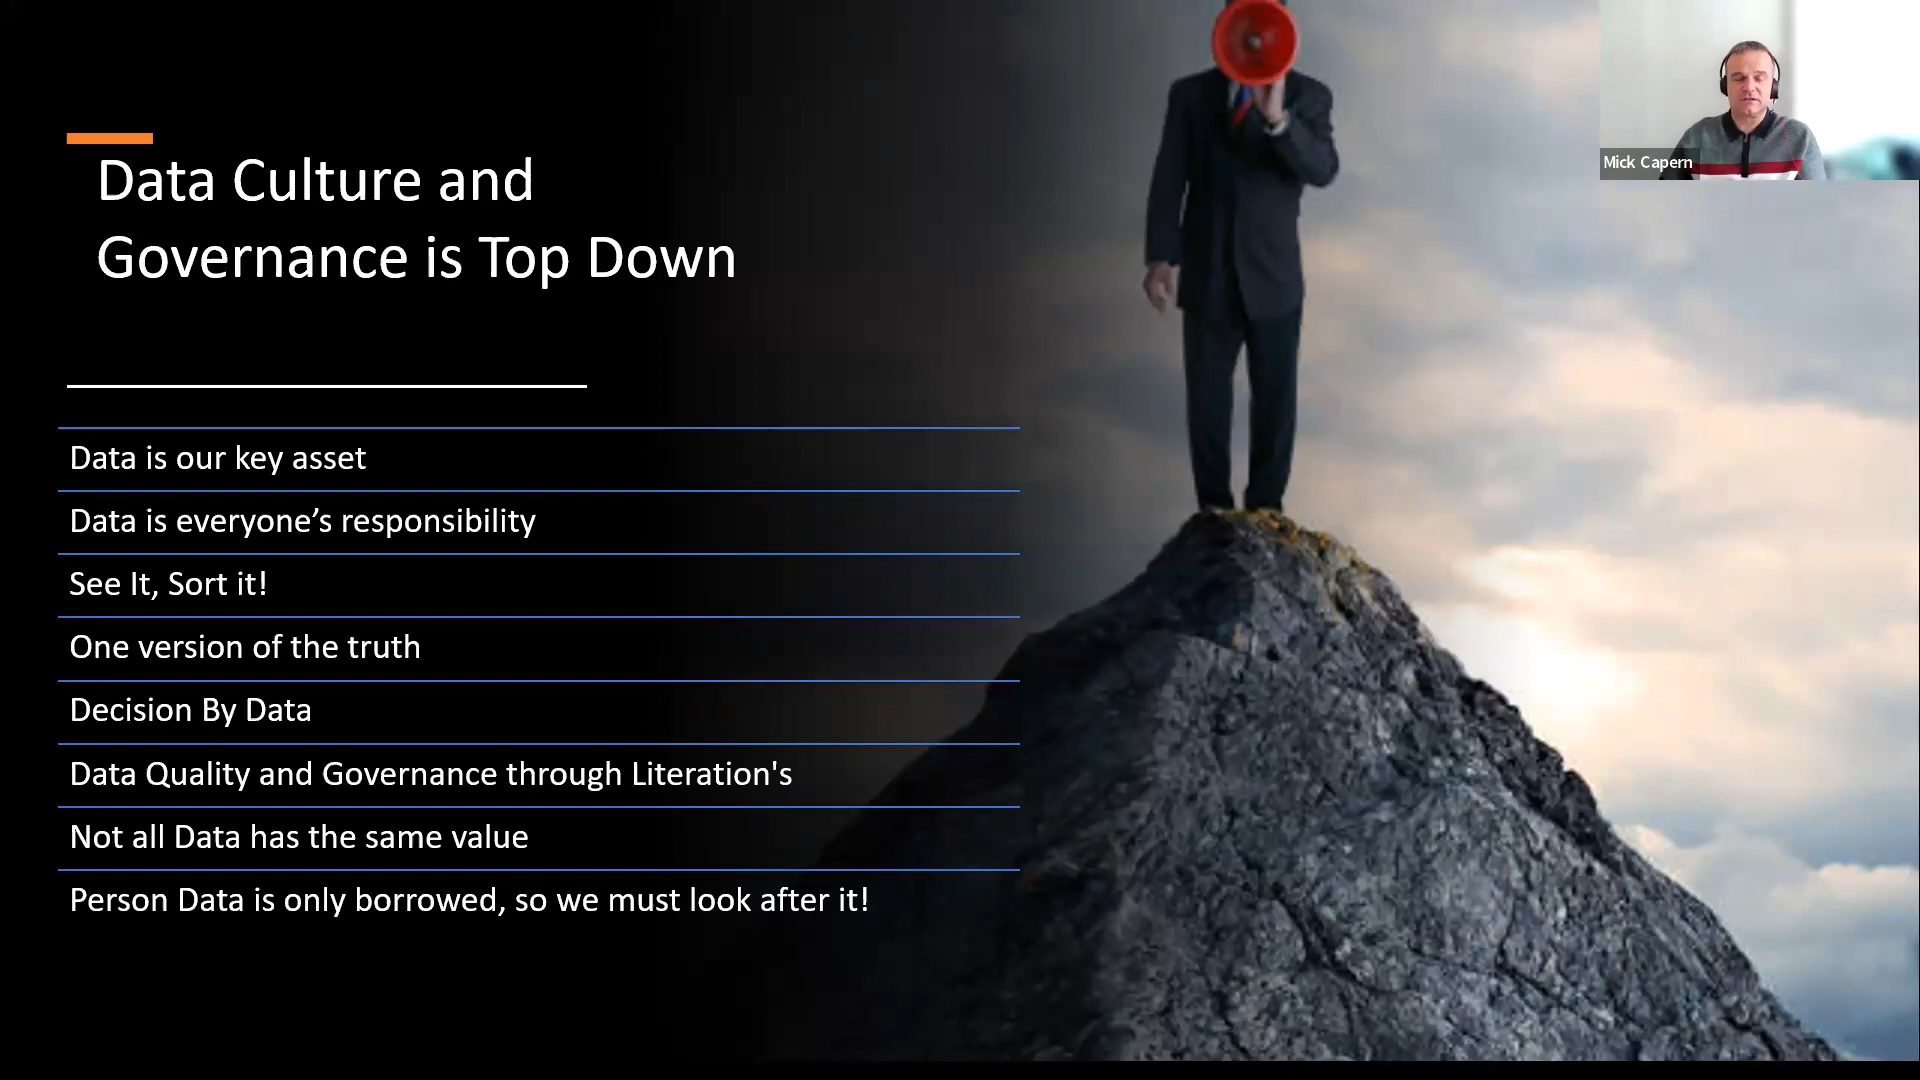 Data Culture and
Governance is Top Down
Data is our key asset
Data is everyone’s responsibility
See It, Sort it!
One version of the truth
Decision By Data
Data Quality and Governance through Literation's
Not all Data has the same value
Person Data is only borrowed, so we must look after it!
Mick Capern